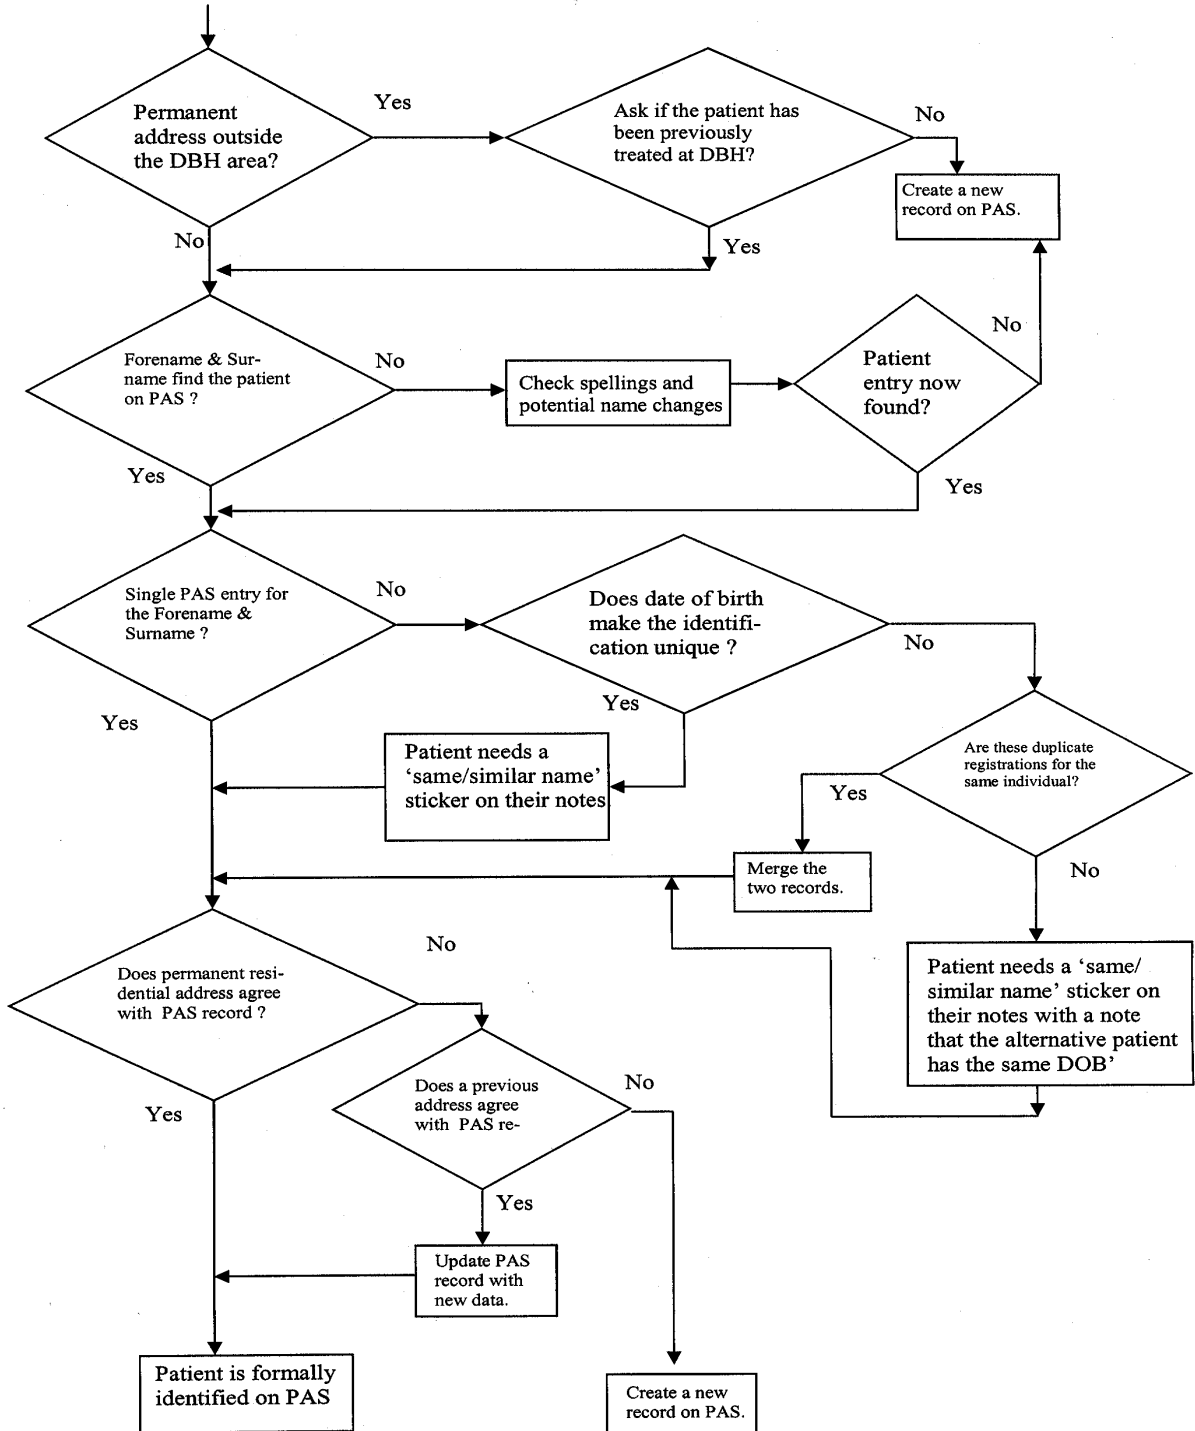 Permanent
address outside
the DBH area?
Yes
Ask if the patient has
been previously
treated at DBH?
No
Create a new
record on PAS.
No
Yes
Forename & Sur-
name find the patient
on PAS ?
No
Check spellings and
potential name changes
Patient
entry now
found?
No
Yes
Yes
Single PAS entry for
the Forename &
Surname ?
No
Does date of birth
make the identifi-
cation unique ?
No
Yes
Yes
Patient needs a
‘same/similar name’
sticker on their notes
Are these duplicate
registrations for the
same individual?
Yes
No
Merge the
two records.
Patient needs a ‘same/
similar name’ sticker on
their notes with a note
that the alternative patient
has the same DOB’
Does permanent resi-
dential address agree
with PAS record ?
No
Yes
Does a previous
address agree
with PAS re-
No
Yes
Update PAS
record with
new data.
Patient is formally
identified on PAS
Create a new
record on PAS.